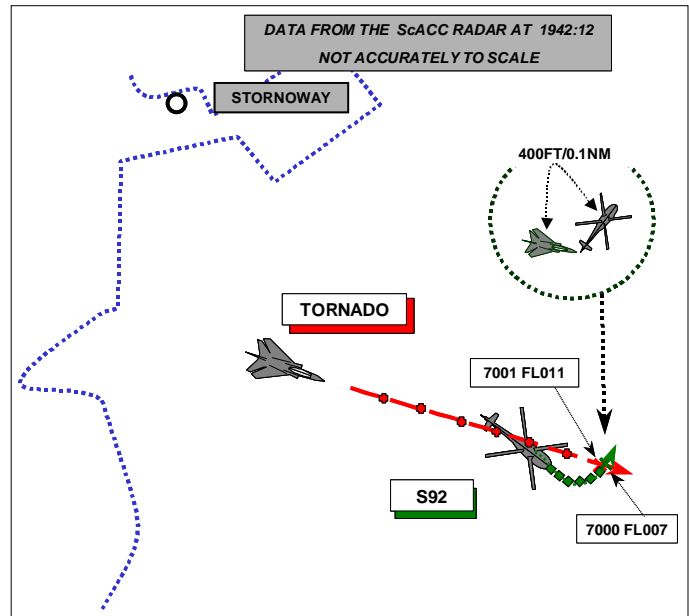 DATA FROM THE ScACC RADAR AT 1942:12
NOT ACCURATELY TO SCALE
STORNOWAY
400FT/0.1NM
TORNADO
7001 FL011
S92
7000 FL007